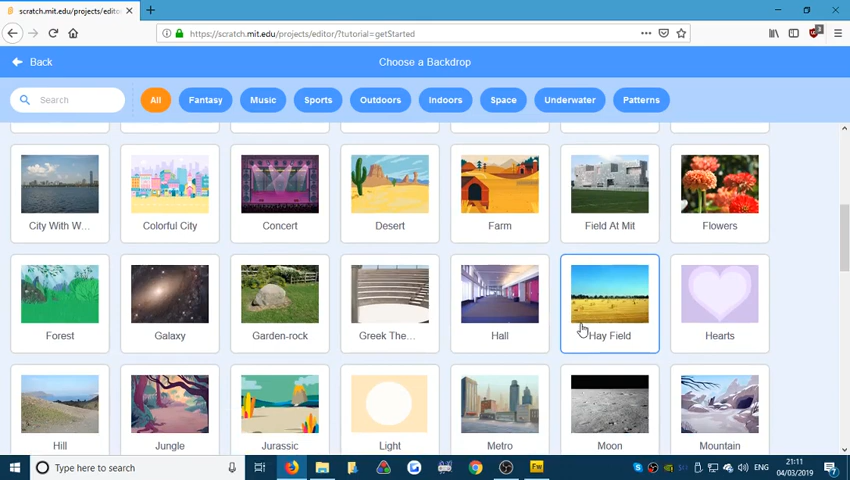 scratch.mit.edu/projects/edito
https://scratch.mit.edu/projects/editor/?tutorial=getStarted
3
Back
Choose a Backdrop
Search
All
Fantasy
Music
Sports
Outdoors
Indoors
Space
Underwater
Patterns
City With W...
Colorful City
Concert
Desert
Farm
Field At Mit
Flowers
Forest
Galaxy
Garden-rock
Greek The...
Hall
Hay Field
Hearts
Hill
Jungle
Jurassic
Light
Metro
Moon
Mountain
Type here to search
Fw
ENG
21:11
04/03/2019